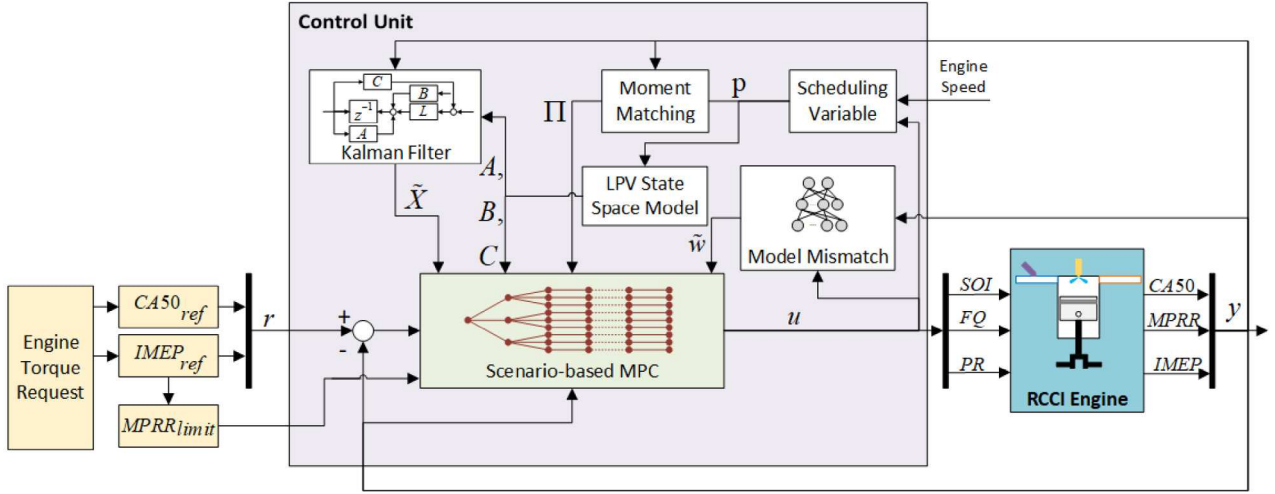 Control Unit
C
B
z⁻¹
L
A
Kalman Filter
Moment
Matching
p
Scheduling
Variable
Engine
Speed
Π
A,
B,
C
X̃
LPV State
Space Model
w̃
Model Mismatch
Engine
Torque
Request
CA50ref
IMEPref
MPRRlimit
r
+
-
Scenario-based MPC
u
SOI
FQ
PR
RCCI Engine
CA50
MPRR
IMEP
y